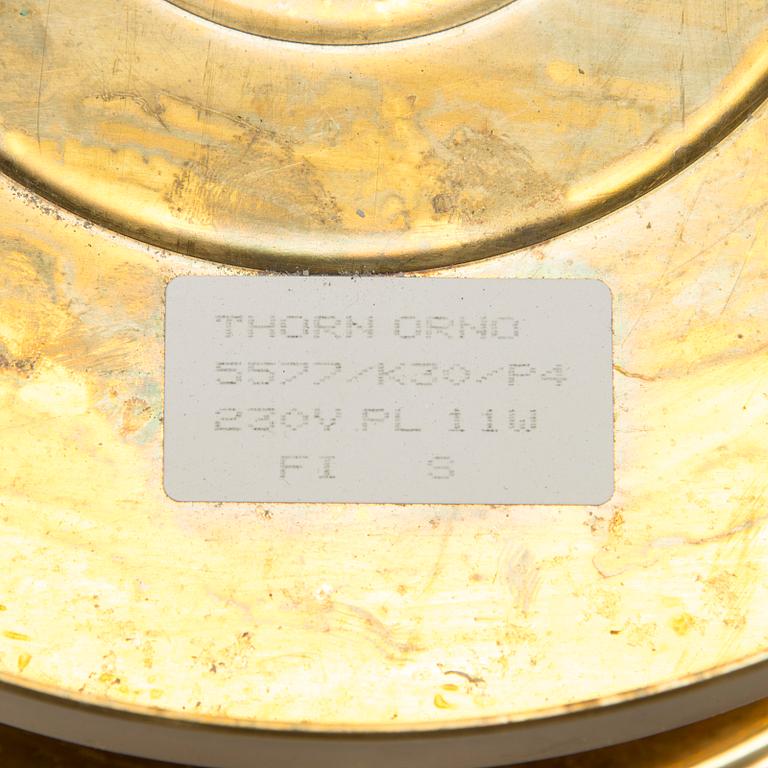 THORN ORNO
5577/K30/P4
230V PL 11W
FI S